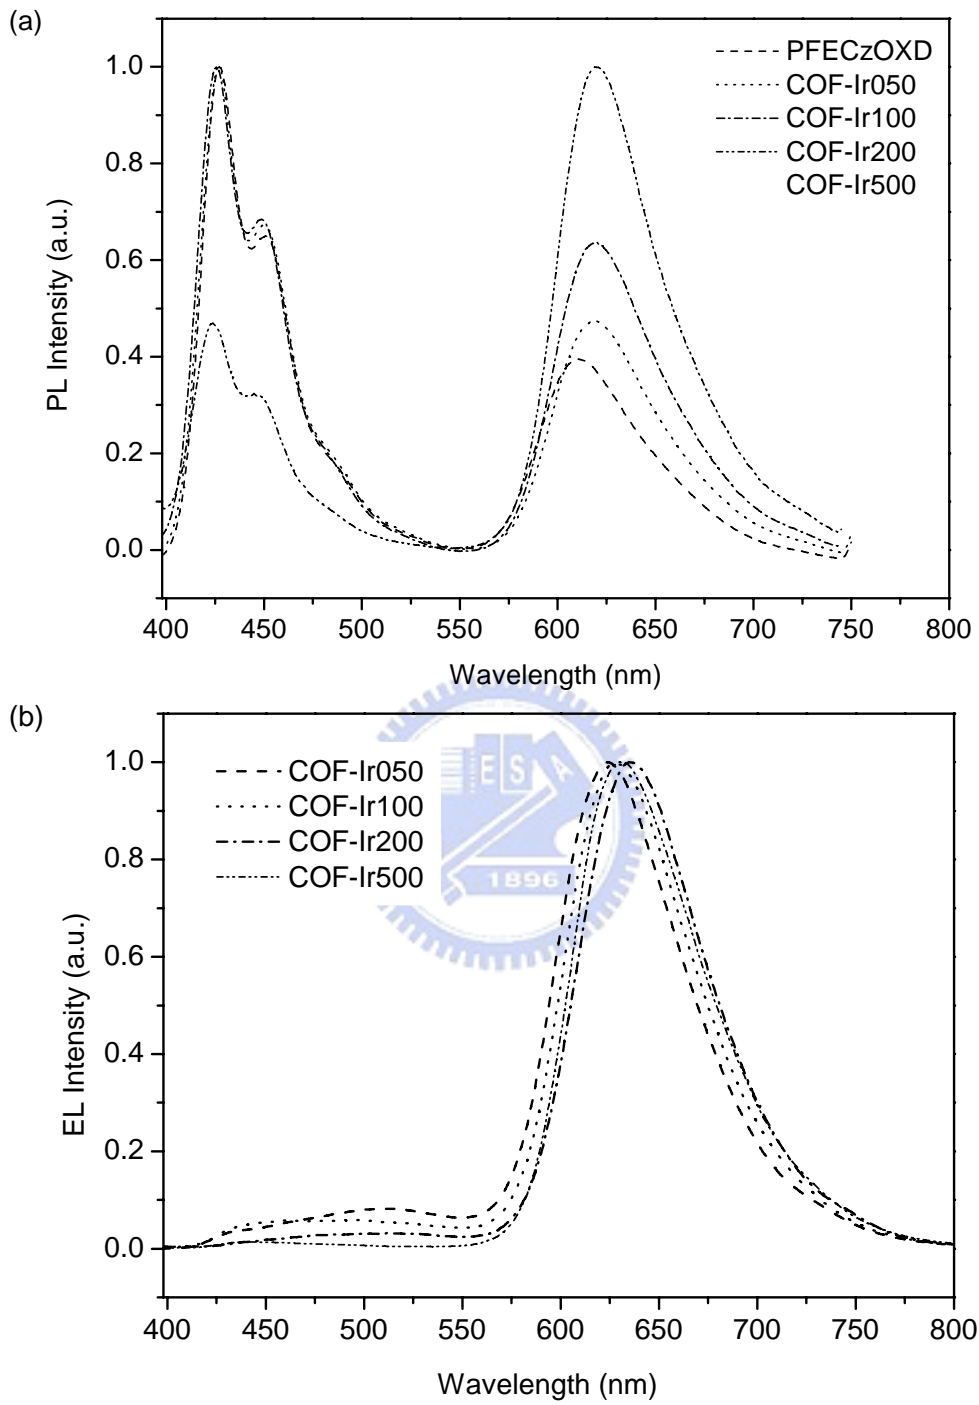 (a)
PFECzOXD
COF-Ir050
COF-Ir100
COF-Ir200
COF-Ir500
1.0
0.8
0.6
0.4
0.2
0.0
PL Intensity (a.u.)
400 450 500 550 600 650 700 750 800
Wavelength (nm)
(b)
COF-Ir050
COF-Ir100
COF-Ir200
COF-Ir500
E S A
1896
1.0
0.8
0.6
0.4
0.2
0.0
EL Intensity (a.u.)
400 450 500 550 600 650 700 750 800
Wavelength (nm)